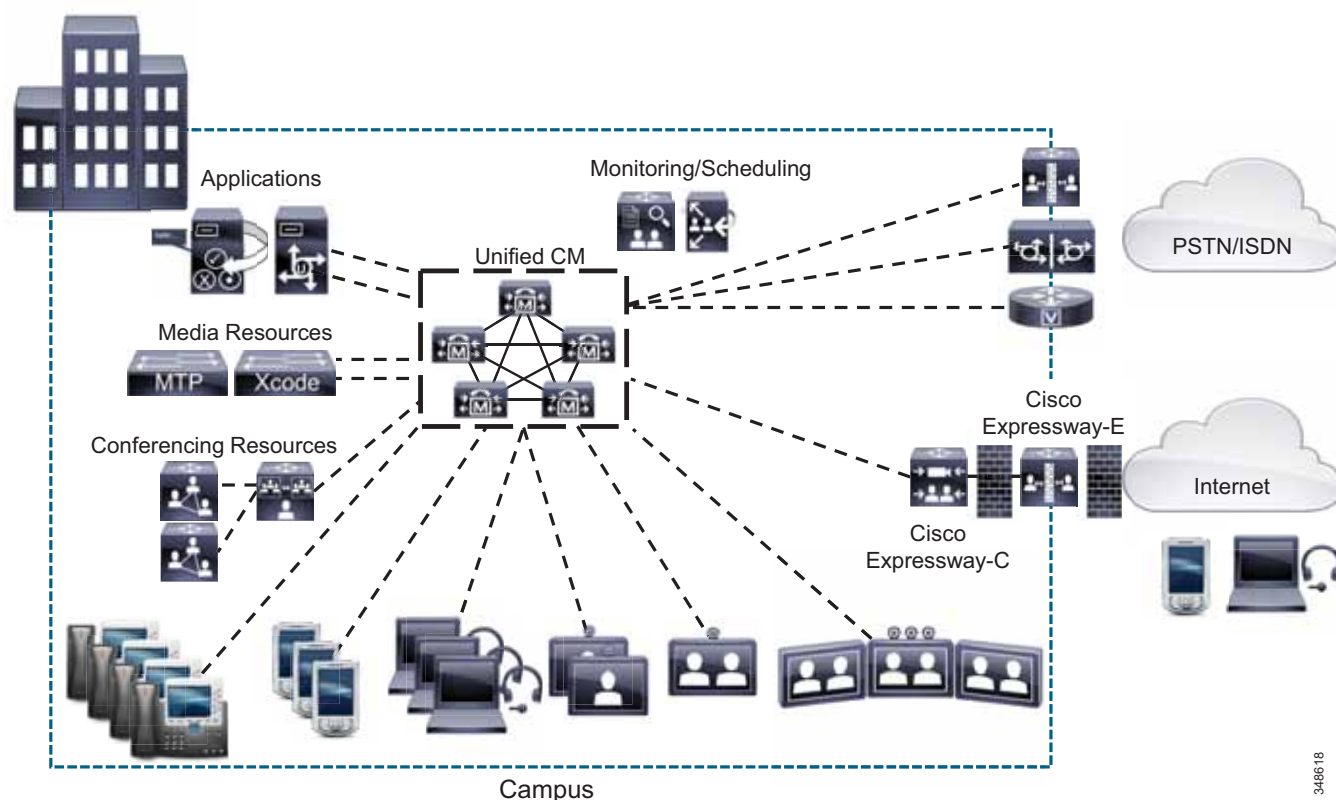 Applications
Monitoring/Scheduling
Unified CM
M
M
M
M
M
U
Media Resources
MTP
Xcode
Conferencing Resources
PSTN/ISDN
V
Cisco
Expressway-E
Internet
Cisco
Expressway-C
Campus
348618